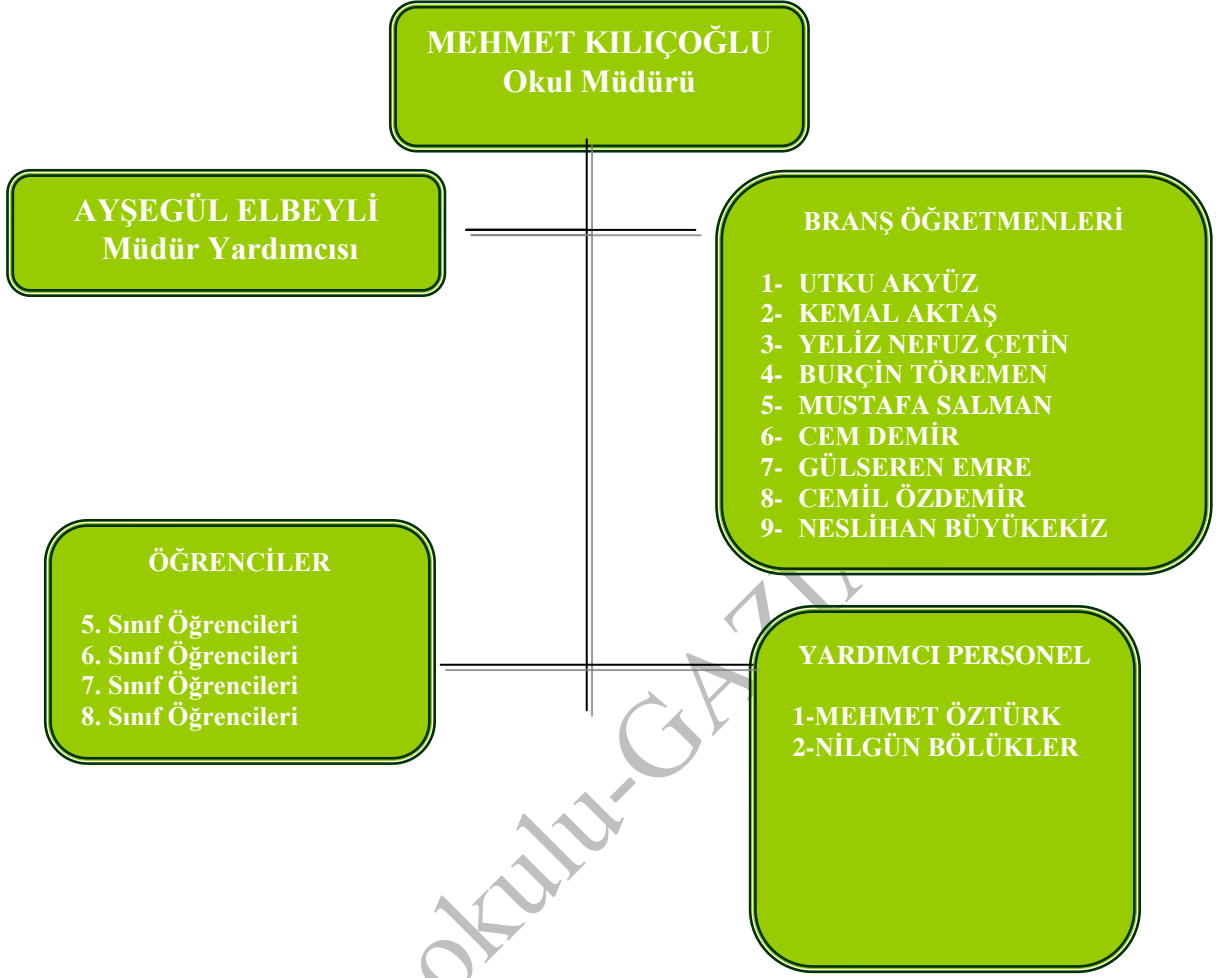 MEHMET KILIÇOĞLU
Okul Müdürü
AYŞEGÜL ELBEYLİ
Müdür Yardımcısı
BRANŞ ÖĞRETMENLERİ
1- UTKU AKYÜZ
2- KEMAL AKTAŞ
3- YELİZ NEFUZ ÇETİN
4- BURÇİN TÖREMEN
5- MUSTAFA SALMAN
6- CEM DEMİR
7- GÜLSEREN EMRE
8- CEMİL ÖZDEMİR
9- NESLİHAN BÜYÜKEKİZ
ÖĞRENCİLER
5. Sınıf Öğrencileri
6. Sınıf Öğrencileri
7. Sınıf Öğrencileri
8. Sınıf Öğrencileri
YARDIMCI PERSONEL
1-MEHMET ÖZTÜRK
2-NİLGÜN BÖLÜKLER
okulu-GAZİ